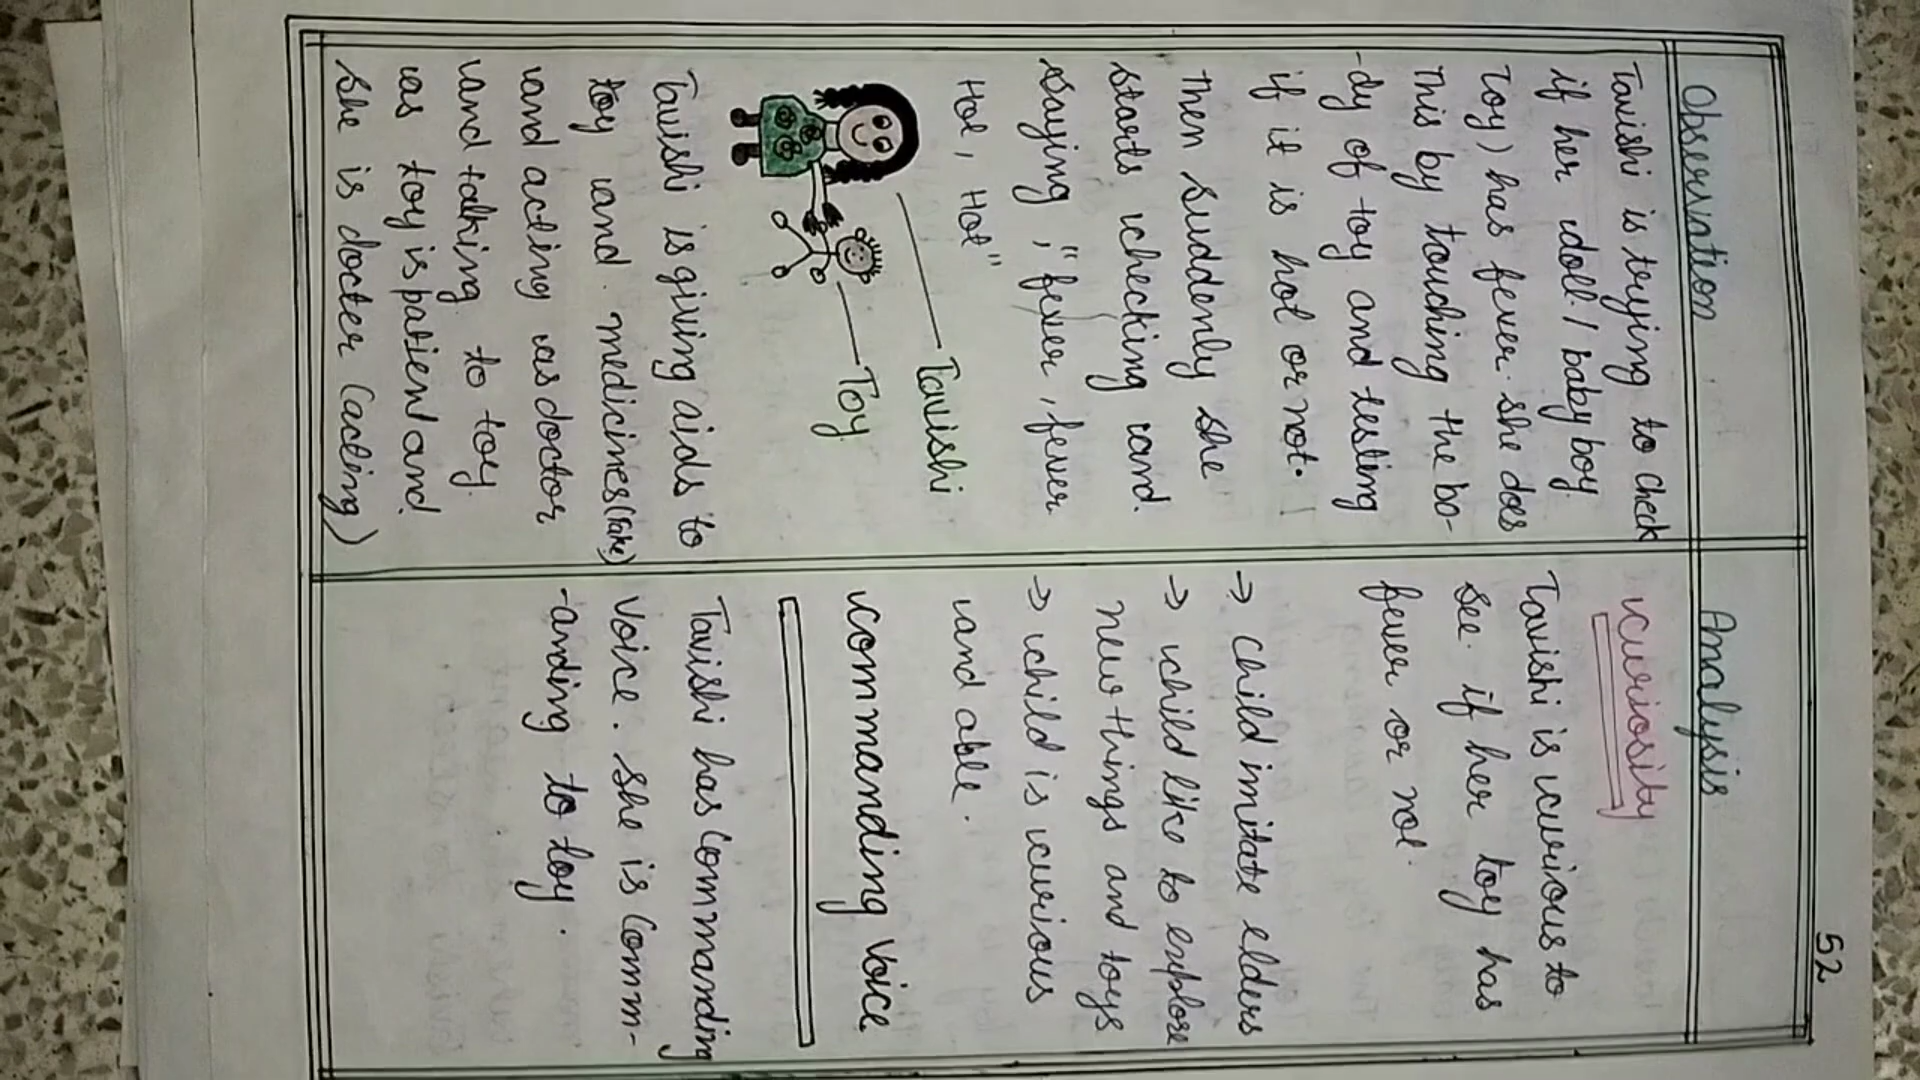 52
Observation
Tavishi is trying to check
if her doll / baby boy
Toy) has fever. she does
This by touching the bo-
-dy of toy and testing
if it is hot or not.
Then suddenly she
starts checking and
saying, "fever, fever
Hot, Hot"
Tavishi
Toy
Tavishi is giving aids to
toy and medicines (fake)
and acting as doctor
and talking to toy
as toy is patien and
she is docter (acting)
Analysis
curiosity
Tavishi is curious to
see if her toy has
fever or not.
→ Child imitate elders
→ child like to explore
new things and toys
→ child is curious
and able.
commanding voice
Tavishi has commanding
voice. She is comm-
-anding to toy.